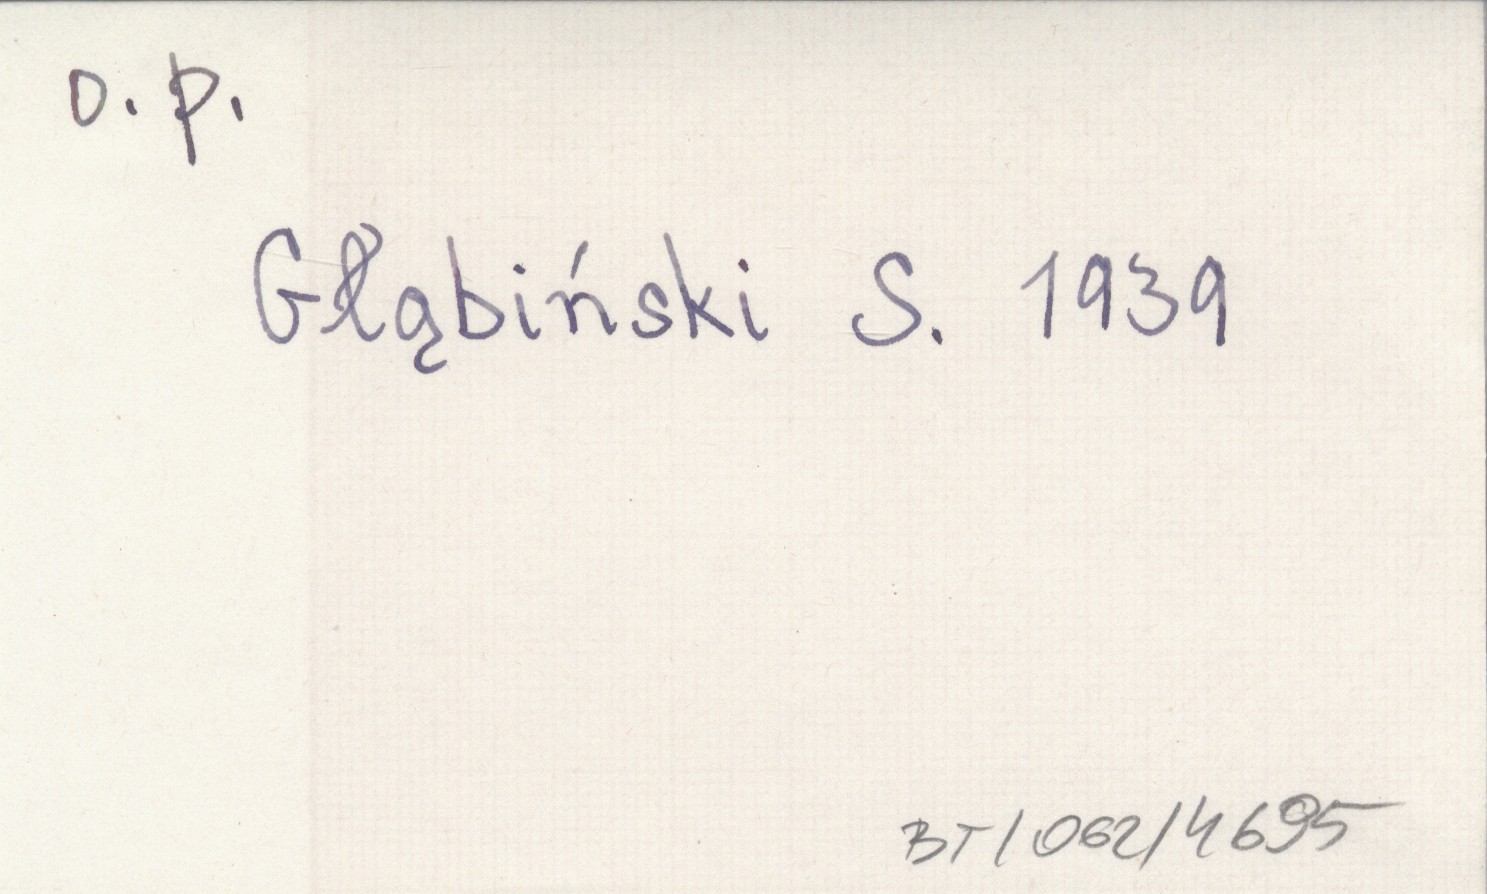 o. p.
Głąbiński S. 1939
BT/062/4695